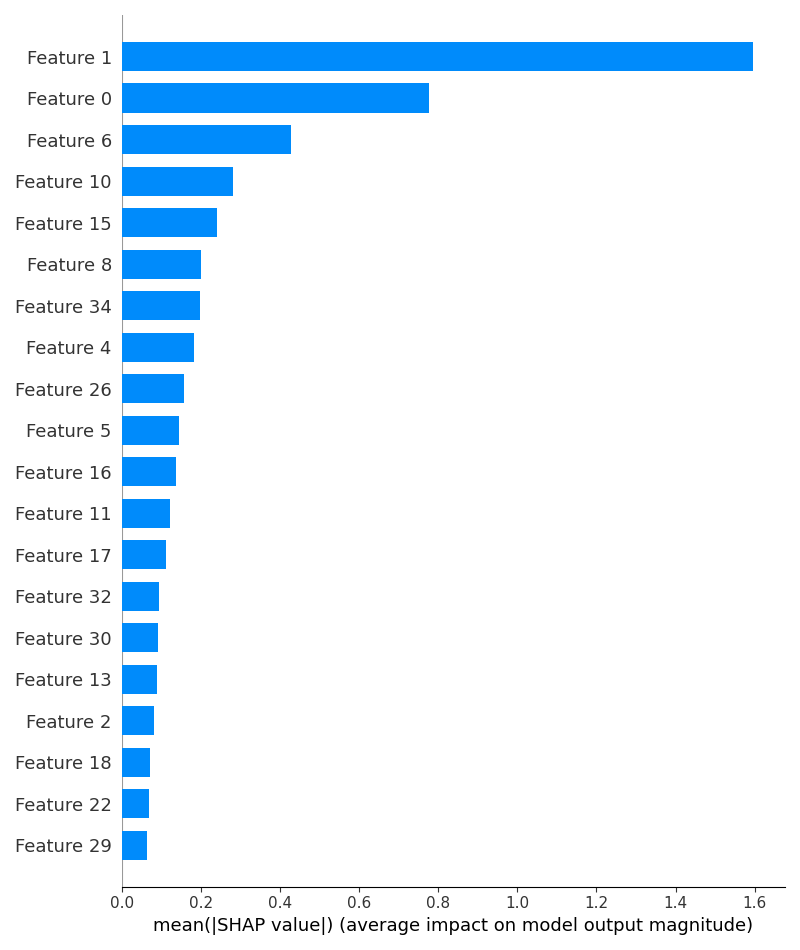 Feature 1
Feature 0
Feature 6
Feature 10
Feature 15
Feature 8
Feature 34
Feature 4
Feature 26
Feature 5
Feature 16
Feature 11
Feature 17
Feature 32
Feature 30
Feature 13
Feature 2
Feature 18
Feature 22
Feature 29
0.0 0.2 0.4 0.6 0.8 1.0 1.2 1.4 1.6
mean(|SHAP value|) (average impact on model output magnitude)